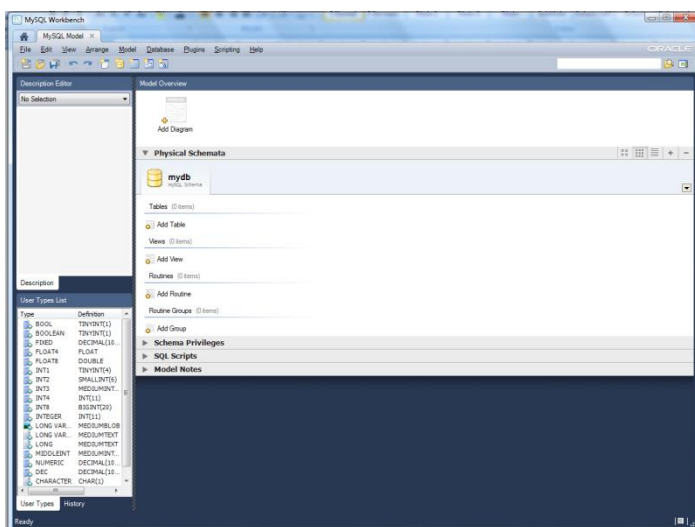 MySQL Workbench
MySQL Model
File Edit View Arrange Model Database Plugins Scripting Help
ORACLE
Description Editor
No Selection
Description
User Types List
Type Definition
BOOL TINYINT(1)
BOOLEAN TINYINT(1)
FIXED DECIMAL(10...
FLOAT4 FLOAT
FLOAT8 DOUBLE
INT1 TINYINT(4)
INT2 SMALLINT(6)
INT3 MEDIUMINT...
INT4 INT(11)
INT8 BIGINT(20)
INTEGER INT(11)
LONG VAR... MEDIUMBLOB
LONG VAR... MEDIUMTEXT
LONG MEDIUMTEXT
MIDDLEINT MEDIUMINT...
NUMERIC DECIMAL(10...
DEC DECIMAL(10...
CHARACTER CHAR(1)
User Types History
Ready
Model Overview
Add Diagram
Physical Schemata
mydb
MySQL Schema
Tables (0 items)
Add Table
Views (0 items)
Add View
Routines (0 items)
Add Routine
Routine Groups (0 items)
Add Group
Schema Privileges
SQL Scripts
Model Notes